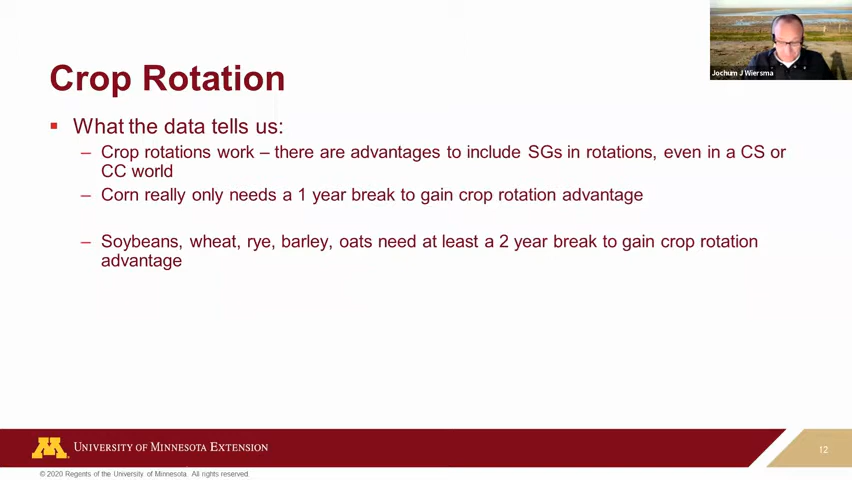 Jochum J Wiersma
Crop Rotation
▪ What the data tells us:
– Crop rotations work – there are advantages to include SGs in rotations, even in a CS or
CC world
– Corn really only needs a 1 year break to gain crop rotation advantage
– Soybeans, wheat, rye, barley, oats need at least a 2 year break to gain crop rotation
advantage
M
UNIVERSITY OF MINNESOTA EXTENSION
12
© 2020 Regents of the University of Minnesota. All rights reserved.